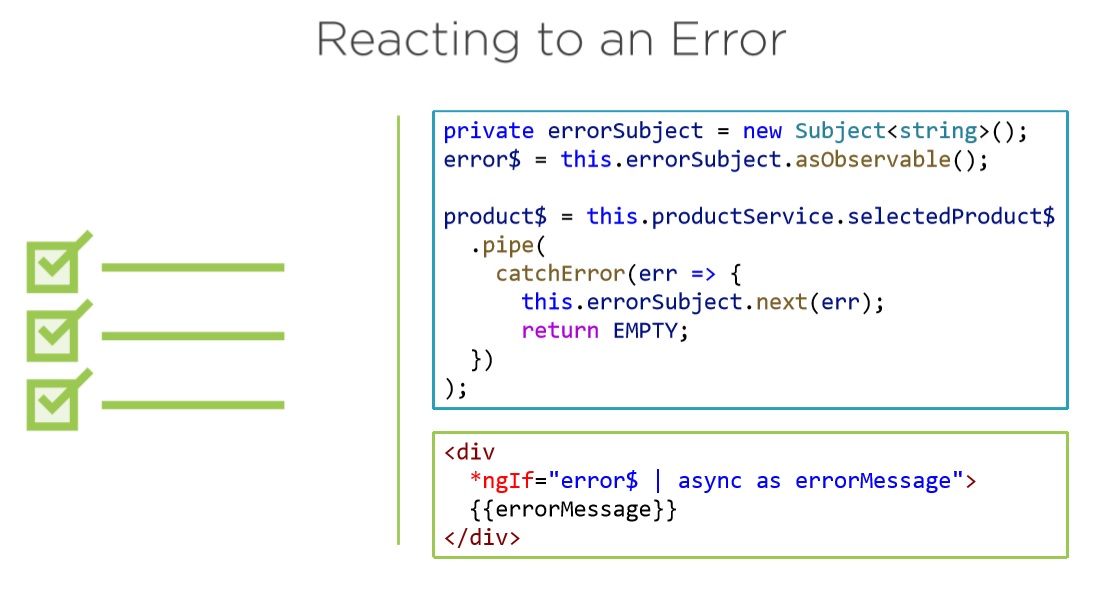 Reacting to an Error
private errorSubject = new Subject<string>();
error$ = this.errorSubject.asObservable();
product$ = this.productService.selectedProduct$
.pipe(
catchError(err => {
this.errorSubject.next(err);
return EMPTY;
})
);
<div
*ngIf="error$ | async as errorMessage">
{{errorMessage}}
</div>